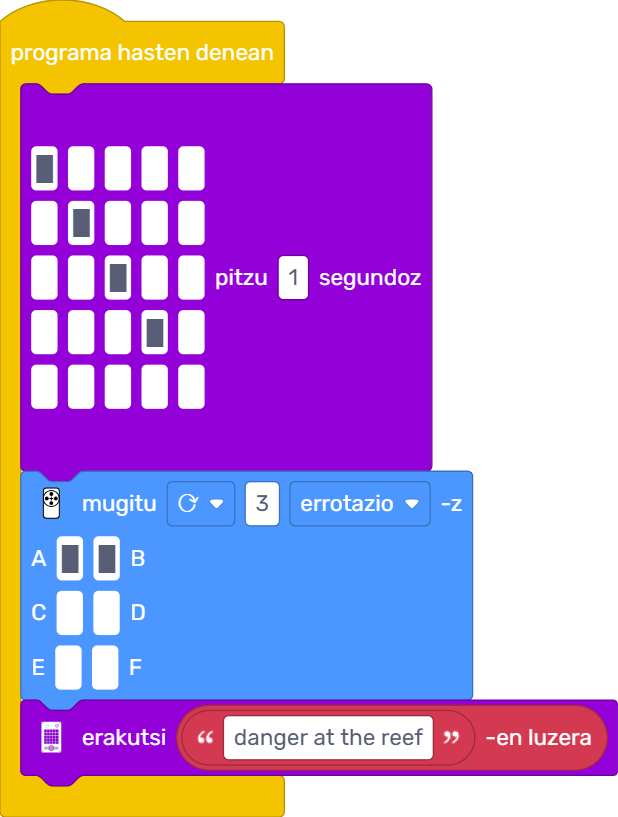 programa hasten denean
pitzu 1 segundoz
mugitu 3 errotazio -z
A B
C D
E F
erakutsi “ danger at the reef ” -en luzera